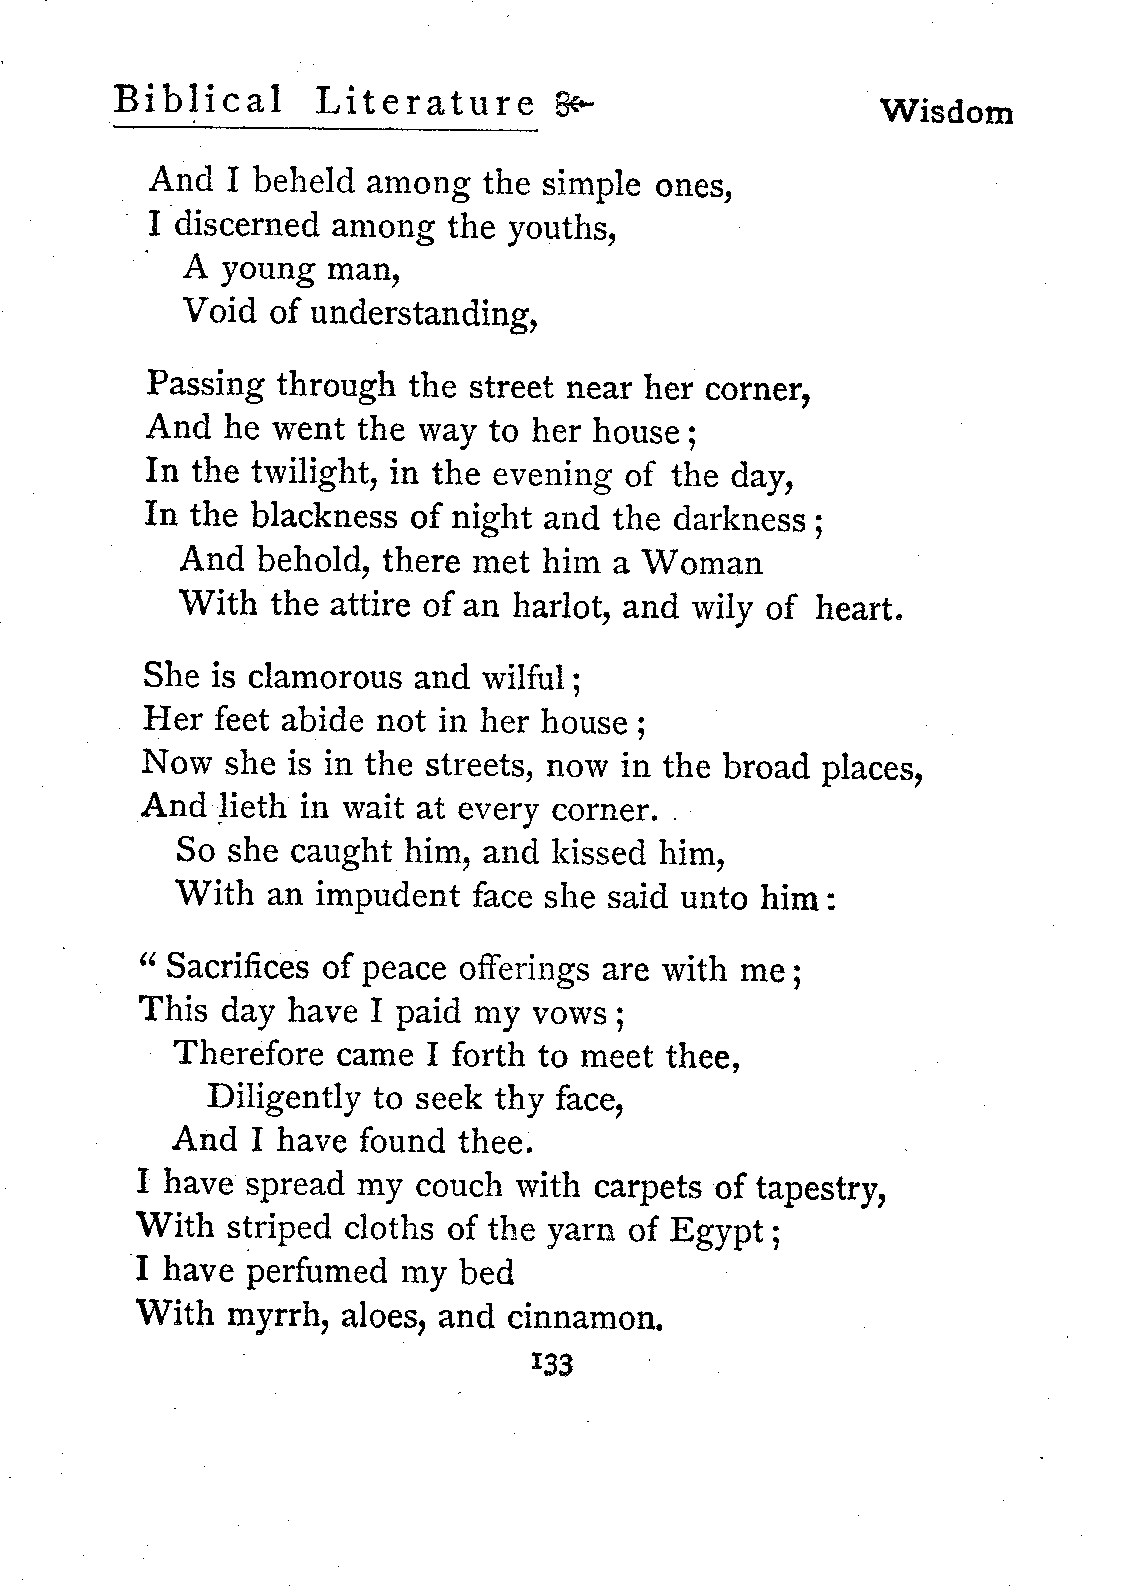 Biblical Literature Wisdom
And I beheld among the simple ones,
I discerned among the youths,
A young man,
Void of understanding,
Passing through the street near her corner,
And he went the way to her house;
In the twilight, in the evening of the day,
In the blackness of night and the darkness;
And behold, there met him a Woman
With the attire of an harlot, and wily of heart.
She is clamorous and wilful;
Her feet abide not in her house;
Now she is in the streets, now in the broad places,
And lieth in wait at every corner.
So she caught him, and kissed him,
With an impudent face she said unto him:
“Sacrifices of peace offerings are with me;
This day have I paid my vows;
Therefore came I forth to meet thee,
Diligently to seek thy face,
And I have found thee.
I have spread my couch with carpets of tapestry,
With striped cloths of the yarn of Egypt;
I have perfumed my bed
With myrrh, aloes, and cinnamon.
133